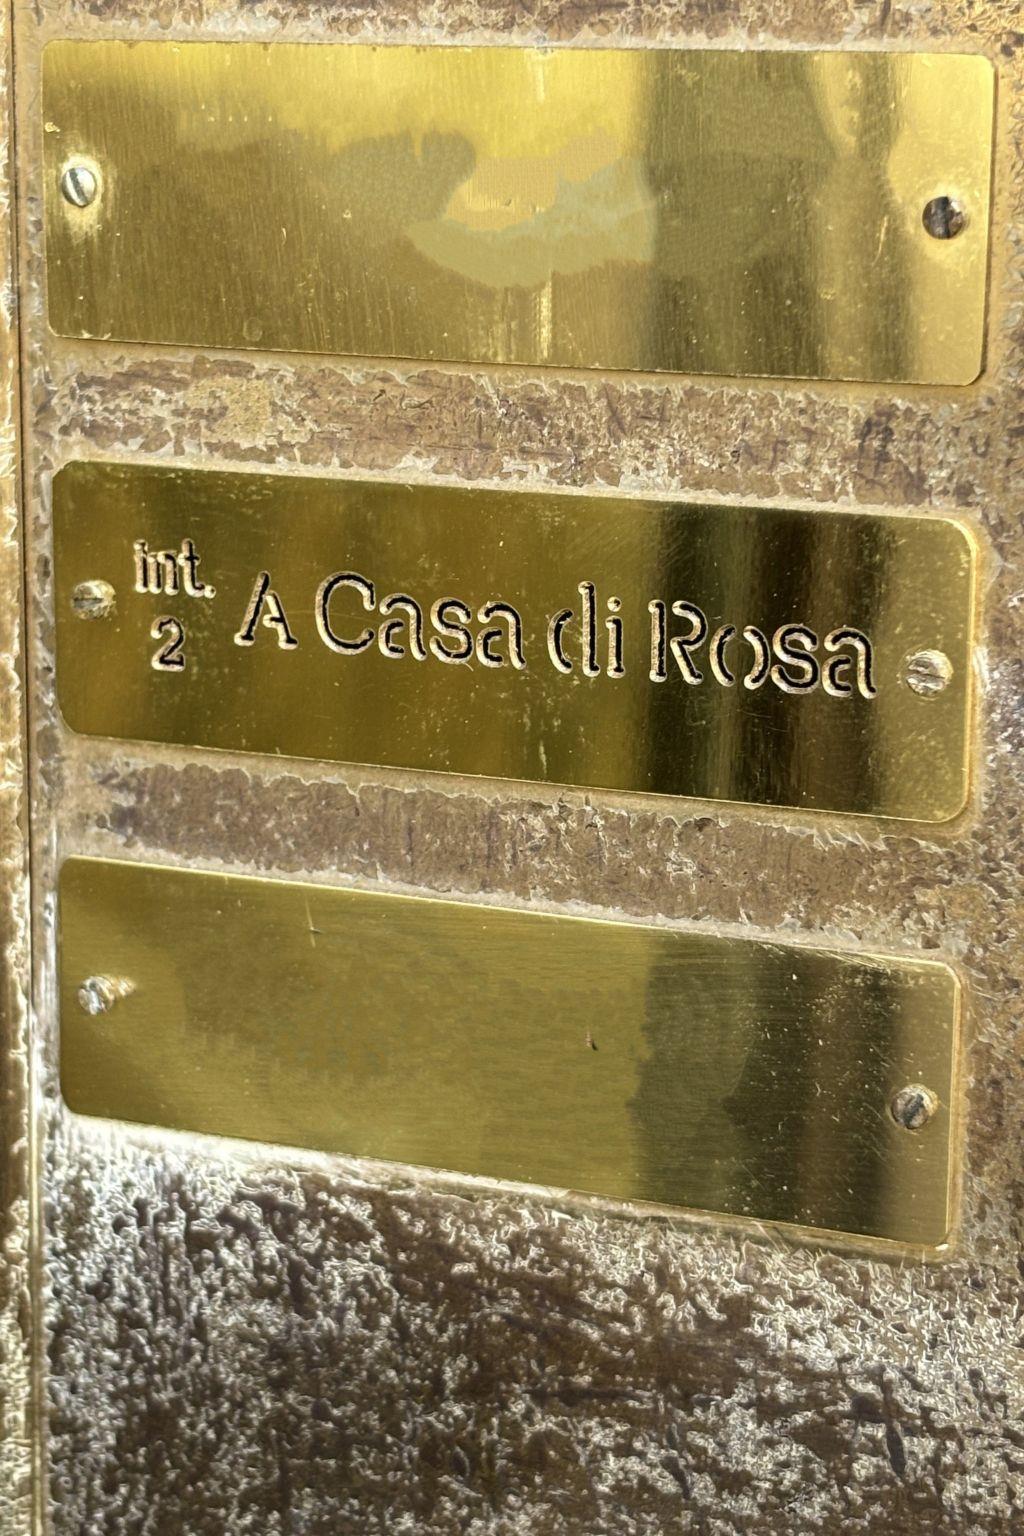 int.
2
A Casa di Rosa